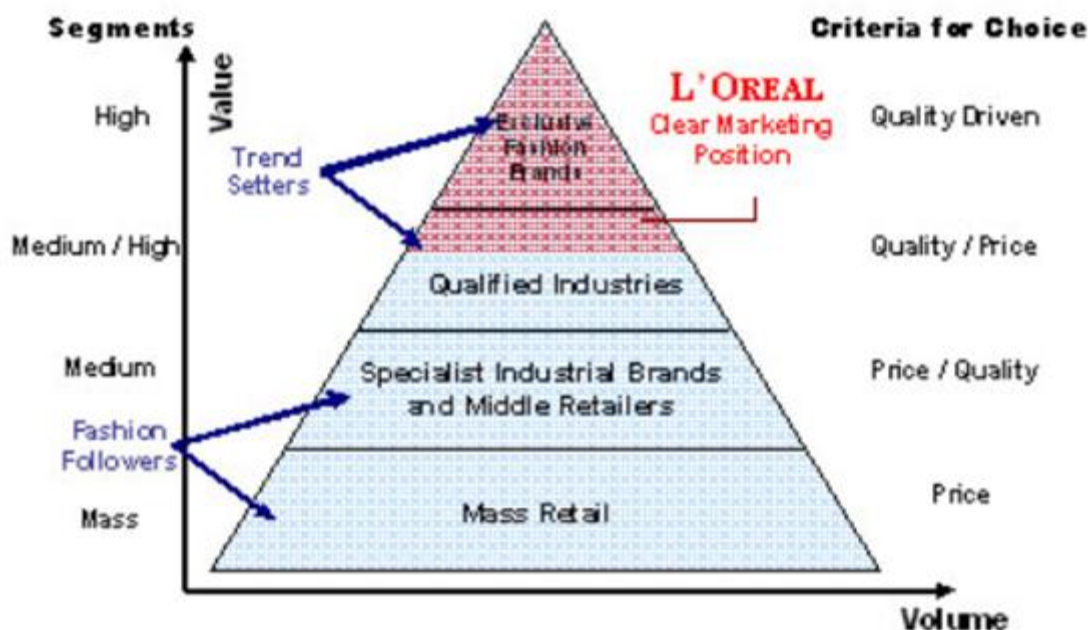 Segments
Criteria for Choice
Value
High
Exclusive
Fashion
Brands
L'OREAL
Clear Marketing
Position
Quality Driven
Trend
Setters
Medium / High
Quality / Price
Qualified Industries
Medium
Specialist Industrial Brands
and Middle Retailers
Price / Quality
Fashion
Followers
Mass
Mass Retail
Price
Volume